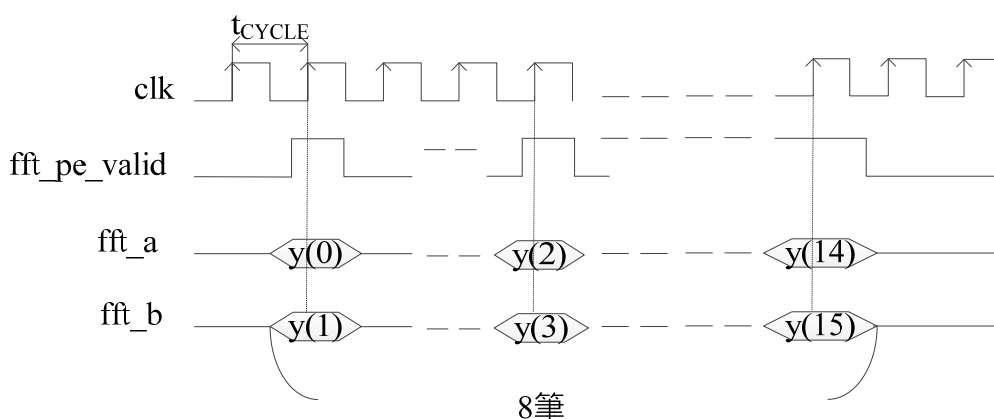 tCYCLE
clk
fft_pe_valid
fft_a y(0) y(2) y(14)
fft_b y(1) y(3) y(15)
8筆